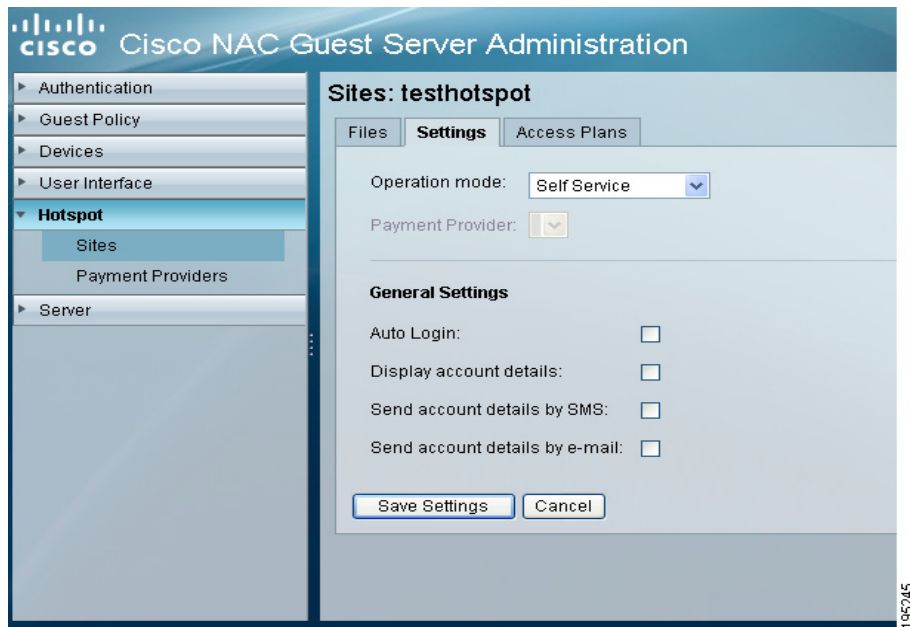 CISCO Cisco NAC Guest Server Administration
Authentication
Guest Policy
Devices
User Interface
Hotspot
Sites
Payment Providers
Server
Sites: testhotspot
Files Settings Access Plans
Operation mode: Self Service
Payment Provider:
General Settings
Auto Login:
Display account details:
Send account details by SMS:
Send account details by e-mail:
Save Settings Cancel
195245